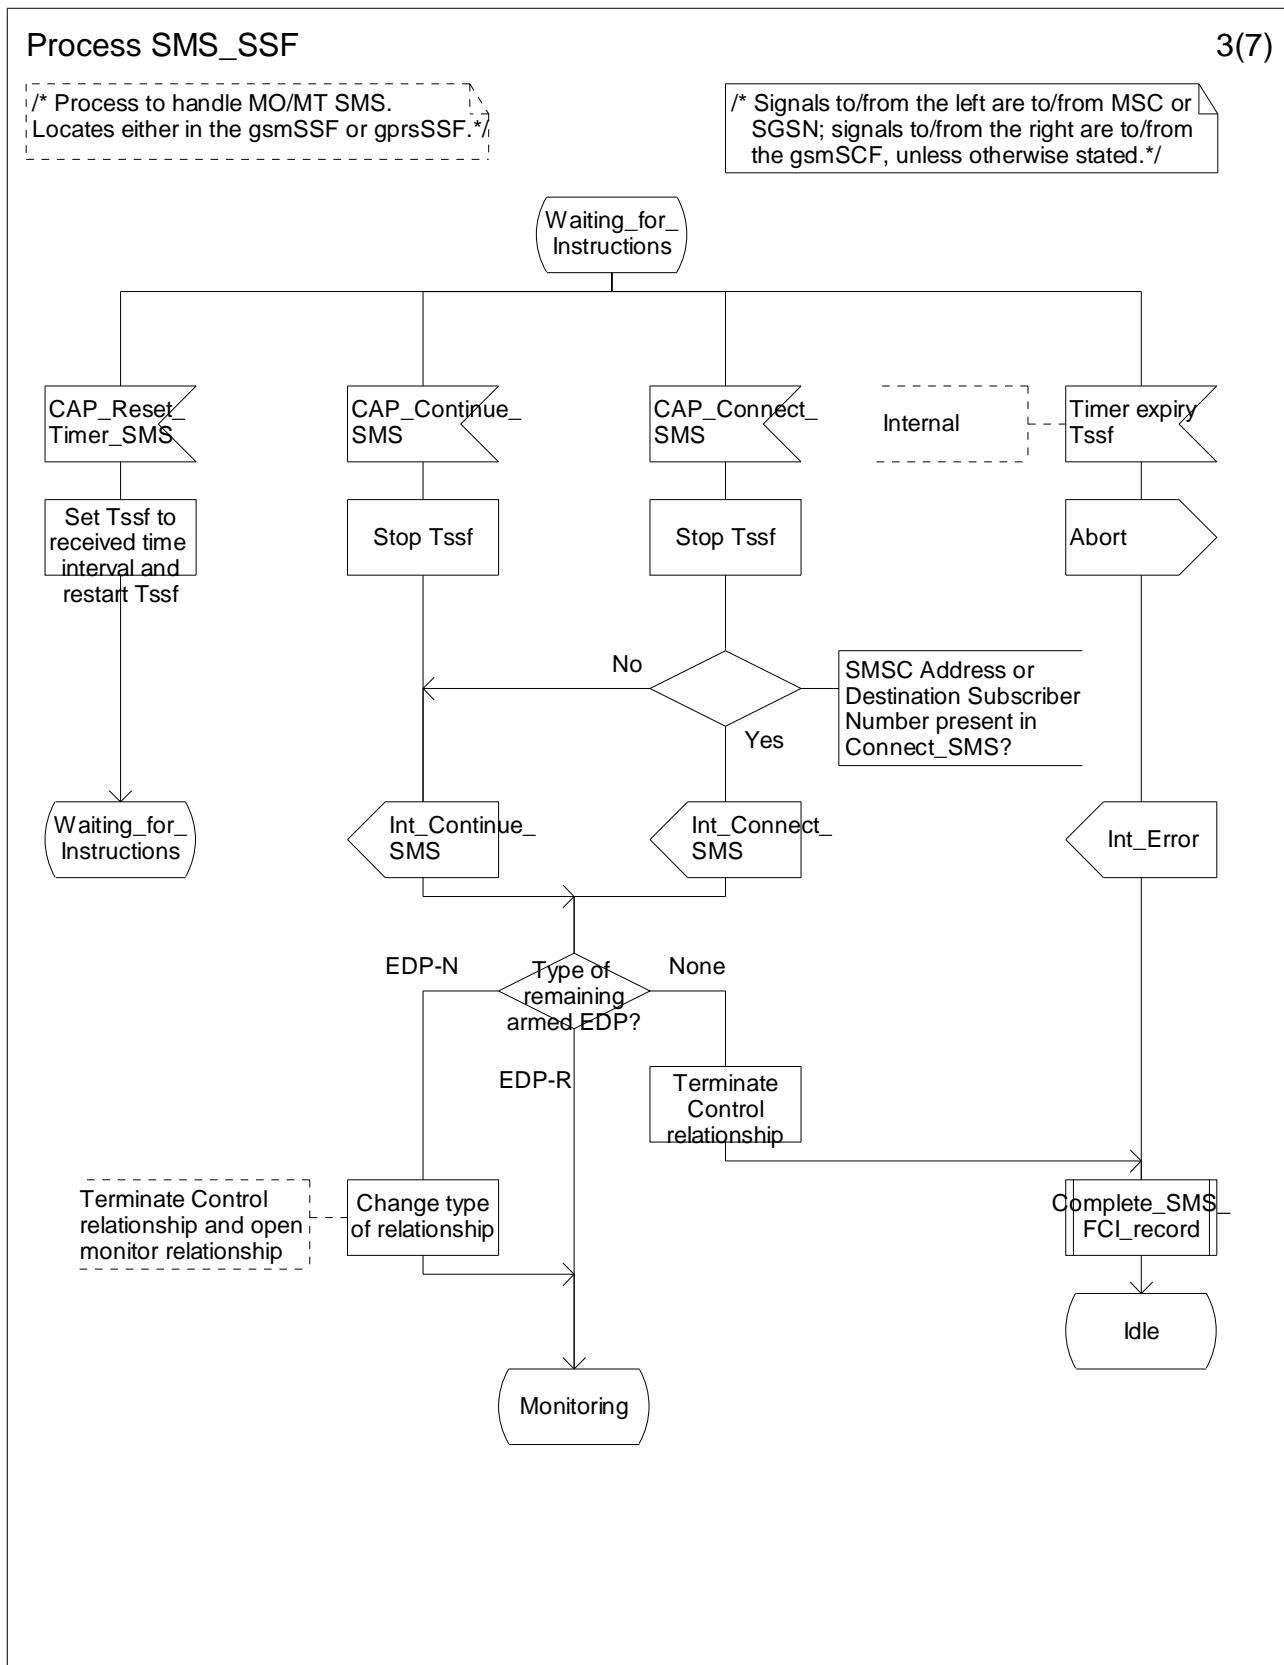 Process SMS_SSF
3(7)
/* Process to handle MO/MT SMS.
Locates either in the gsmSSF or gprsSSF.*/
/* Signals to/from the left are to/from MSC or
SGSN; signals to/from the right are to/from
the gsmSCF, unless otherwise stated.*/
Waiting_for_
Instructions
CAP_Reset_
Timer_SMS
CAP_Continue_
SMS
CAP_Connect_
SMS
Internal
Timer expiry
Tssf
Set Tssf to
received time
interval and
restart Tssf
Stop Tssf
Stop Tssf
Abort
No
Yes
SMSC Address or
Destination Subscriber
Number present in
Connect_SMS?
Waiting_for_
Instructions
Int_Continue_
SMS
Int_Connect_
SMS
Int_Error
EDP-N
Type of
remaining
armed EDP?
None
EDP-R
Terminate
Control
relationship
Terminate Control
relationship and open
monitor relationship
Change type
of relationship
Complete_SMS_
FCI_record
Idle
Monitoring